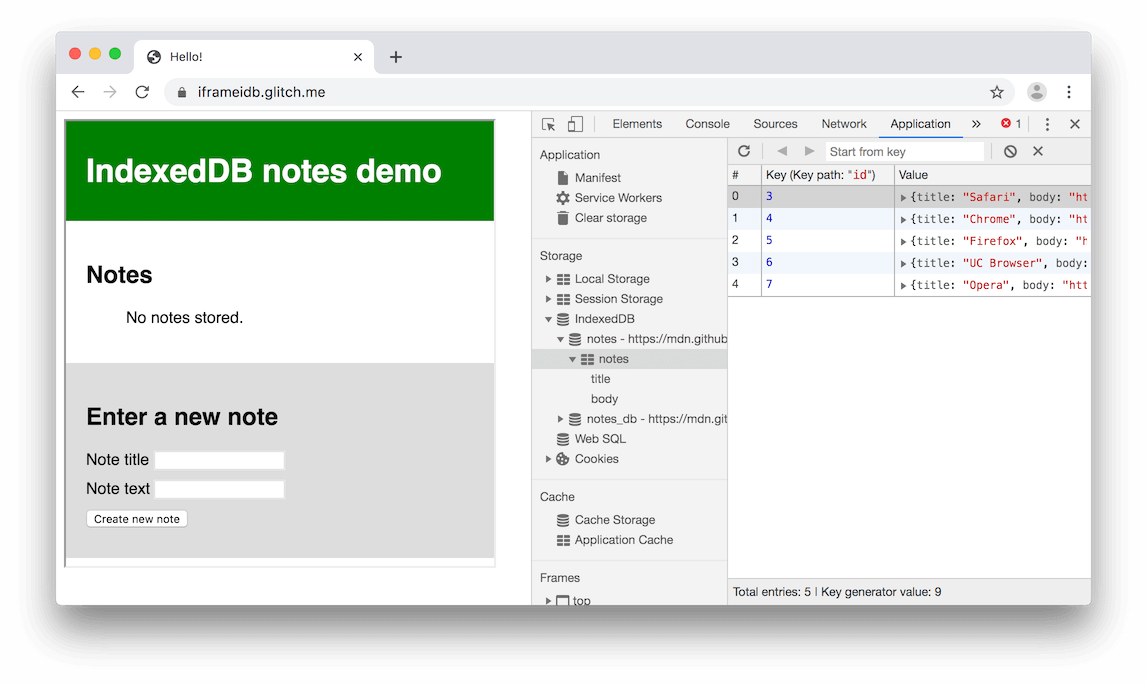 Hello!
iframeidb.glitch.me
IndexedDB notes demo
Notes
No notes stored.
Enter a new note
Note title
Note text
Create new note
Elements Console Sources Network Application » 1
Application
Manifest
Service Workers
Clear storage
Storage
Local Storage
Session Storage
IndexedDB
notes - https://mdn.github
notes
title
body
notes_db - https://mdn.git
Web SQL
Cookies
Cache
Cache Storage
Application Cache
Frames
top
Start from key
# Key (Key path: "id") Value
0 3 {title: "Safari", body: "ht
1 4 {title: "Chrome", body: "ht
2 5 {title: "Firefox", body: "h
3 6 {title: "UC Browser", body:
4 7 {title: "Opera", body: "htt
Total entries: 5 | Key generator value: 9